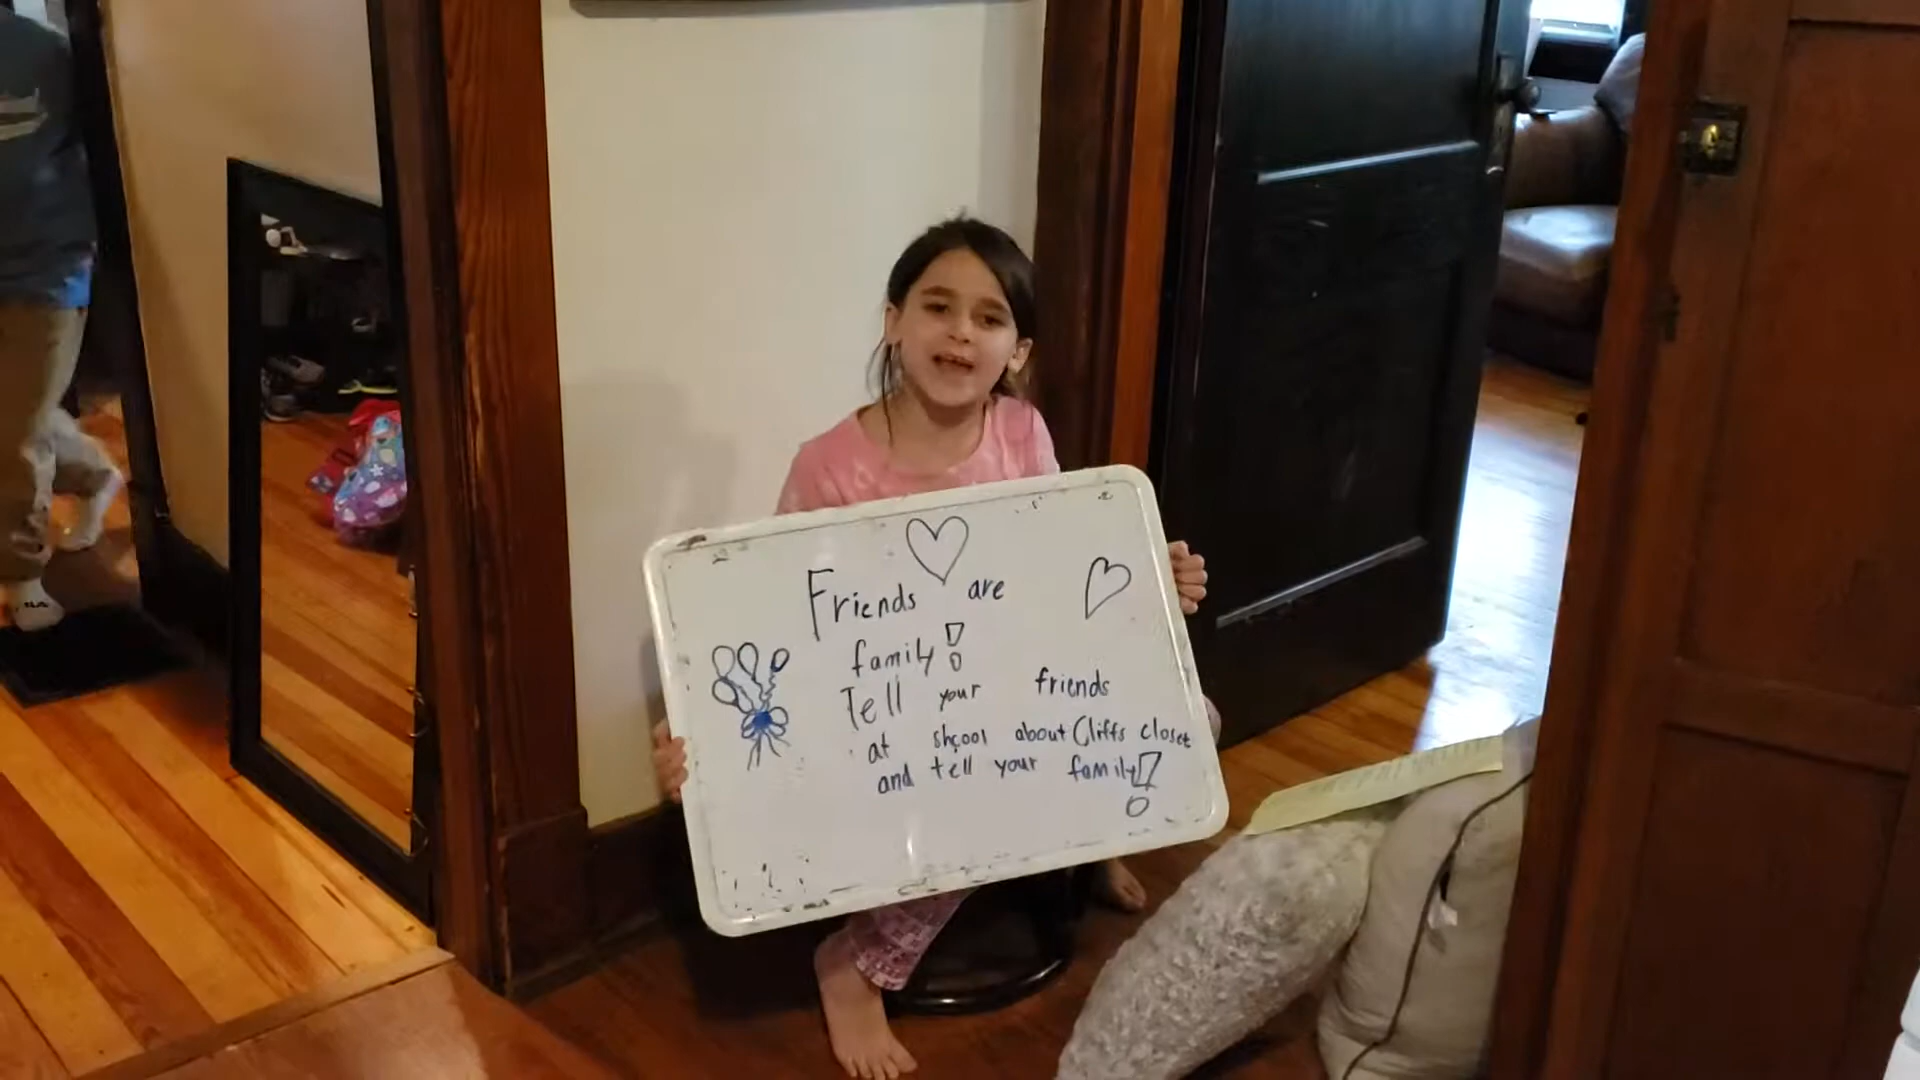 Friends are
family!
Tell your friends
at shcool about Cliffs closet
and tell your family!